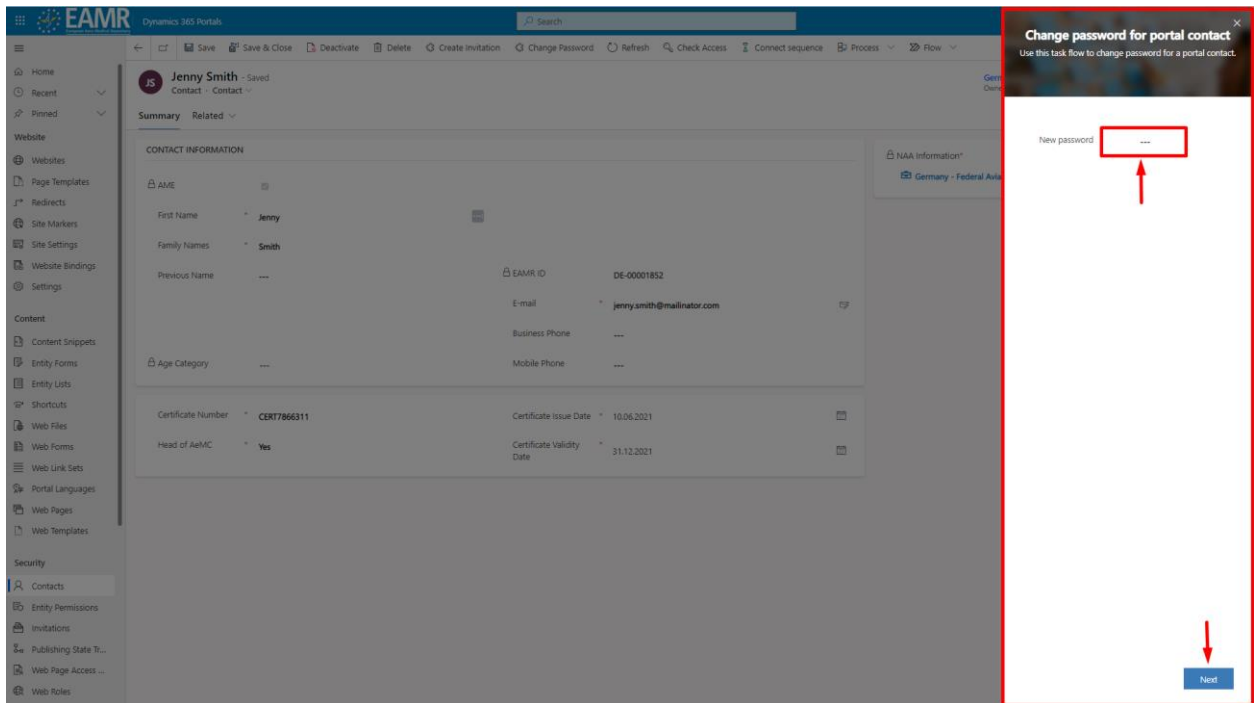 EAMR Dynamics 365 Portals
Search
Save Save & Close Deactivate Delete Create Invitation Change Password Refresh Check Access Connect sequence Process Flow
Home
Recent
Pinned
Website
Websites
Page Templates
Redirects
Site Markers
Site Settings
Website Bindings
Settings
Content
Content Snippets
Entity Forms
Entity Lists
Shortcuts
Web Files
Web Forms
Web Link Sets
Portal Languages
Web Pages
Web Templates
Security
Contacts
Entity Permissions
Invitations
Publishing State Tr...
Web Page Access ...
Web Roles
JS
Jenny Smith - Saved
Contact · Contact
Summary Related
CONTACT INFORMATION
AME
First Name * Jenny
Family Names * Smith
Previous Name ---
EAMR ID DE-00001852
E-mail * jenny.smith@mailinator.com
Business Phone ---
Age Category ---
Mobile Phone ---
Certificate Number * CERT7866311
Certificate Issue Date * 10.06.2021
Head of AeMC * Yes
Certificate Validity Date * 31.12.2021
Germ
Owne
NAA Information*
Germany - Federal Avia
Change password for portal contact
Use this task flow to change password for a portal contact.
New password ---
Next